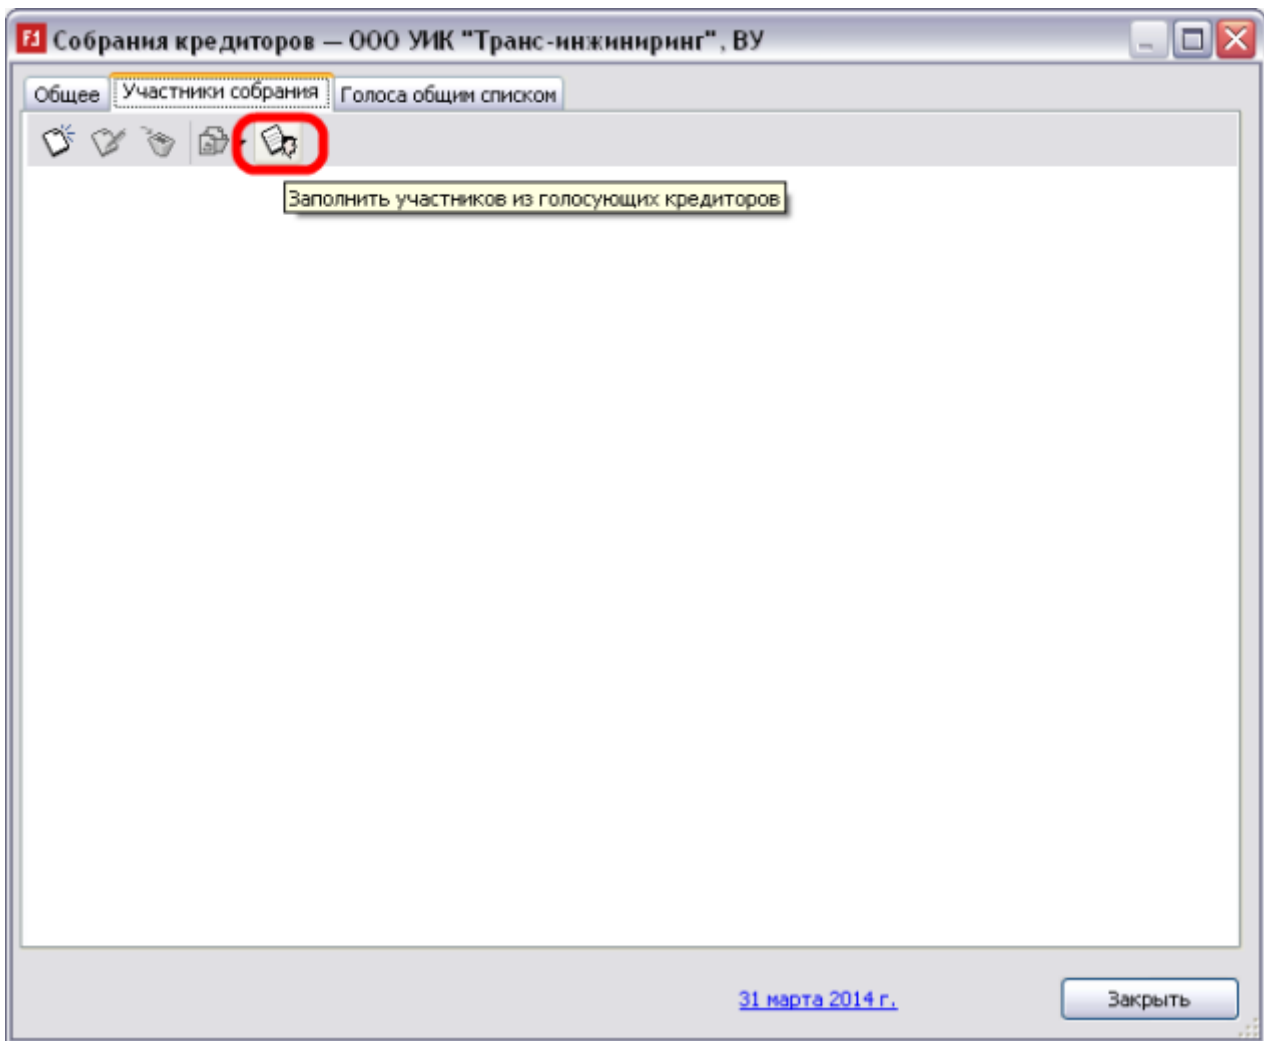 Собрания кредиторов — ООО УИК "Транс-инжиниринг", ВУ
Общее Участники собрания Голоса общим списком
Заполнить участников из голосующих кредиторов
31 марта 2014 г. Закрыть